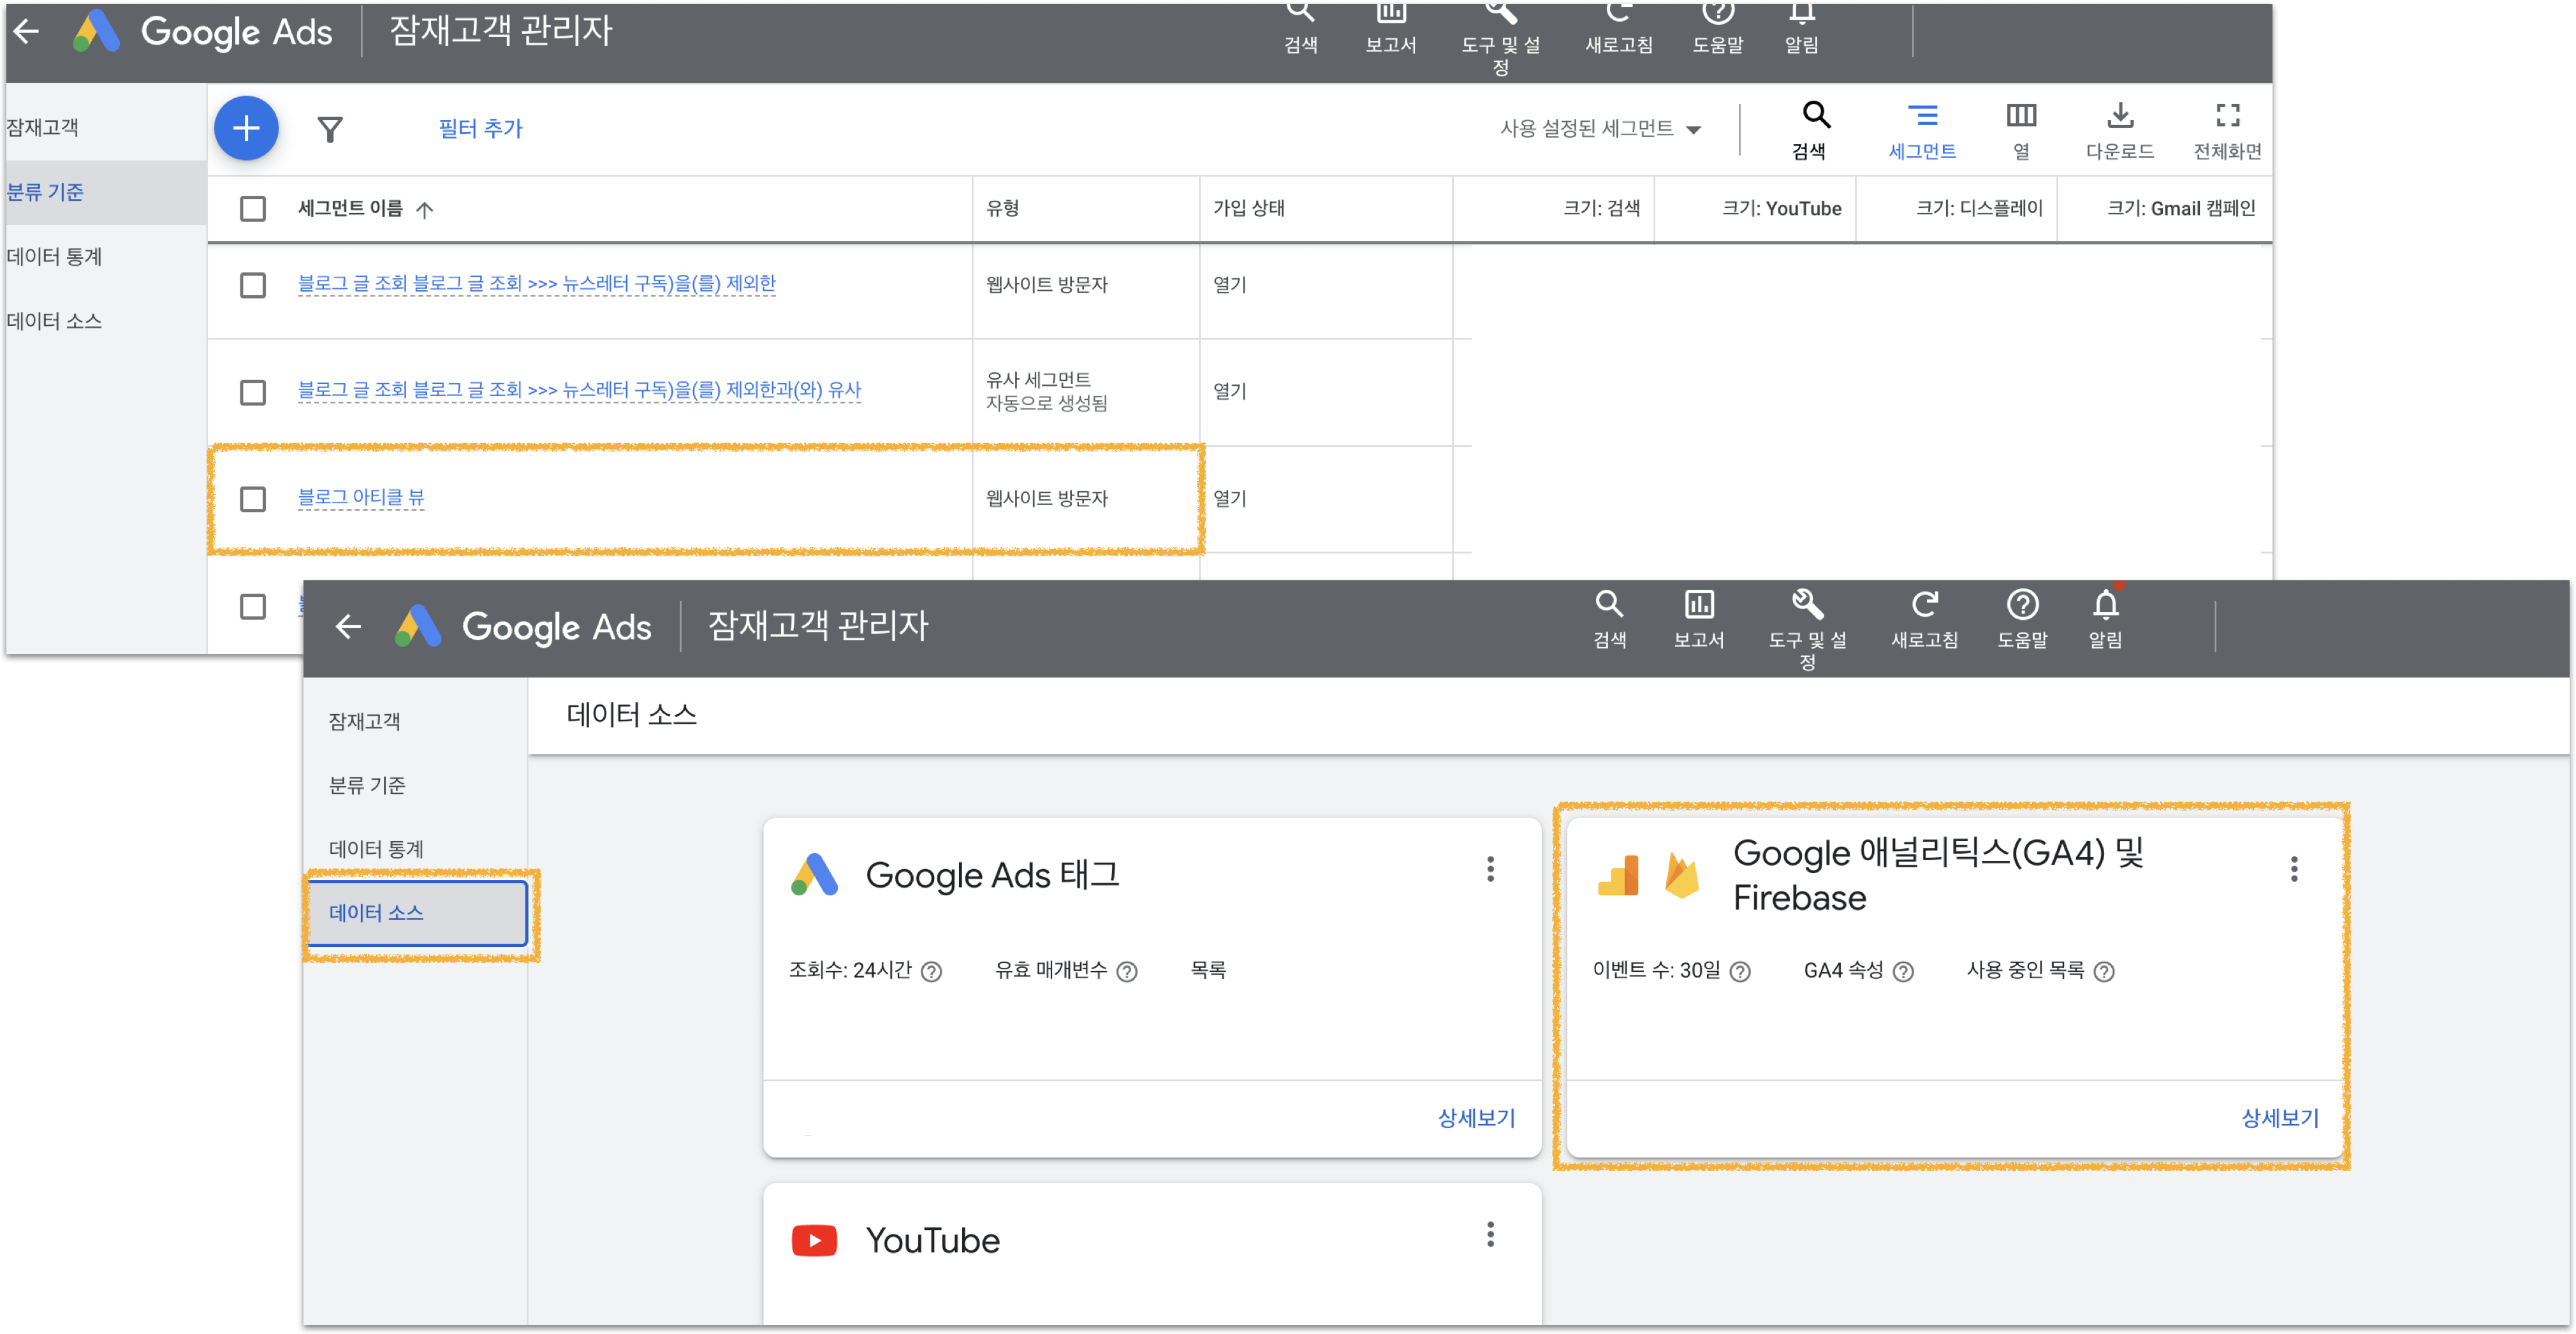 Google Ads 잠재고객 관리자
검색
보고서
도구 및 설
정
새로고침
도움말
알림
잠재고객
분류 기준
데이터 통계
데이터 소스
필터 추가
사용 설정된 세그먼트
검색
세그먼트
열
다운로드
전체화면
세그먼트 이름
유형
가입 상태
크기: 검색
크기: YouTube
크기: 디스플레이
크기: Gmail 캠페인
블로그 글 조회 블로그 글 조회 >>> 뉴스레터 구독)을(를) 제외한
웹사이트 방문자
열기
블로그 글 조회 블로그 글 조회 >>> 뉴스레터 구독)을(를) 제외한과(와) 유사
유사 세그먼트
자동으로 생성됨
열기
블로그 아티클 뷰
웹사이트 방문자
열기
Google Ads 잠재고객 관리자
검색
보고서
도구 및 설
정
새로고침
도움말
알림
잠재고객
분류 기준
데이터 통계
데이터 소스
데이터 소스
Google Ads 태그
조회수: 24시간
유효 매개변수
목록
상세보기
Google 애널리틱스(GA4) 및
Firebase
이벤트 수: 30일
GA4 속성
사용 중인 목록
상세보기
YouTube